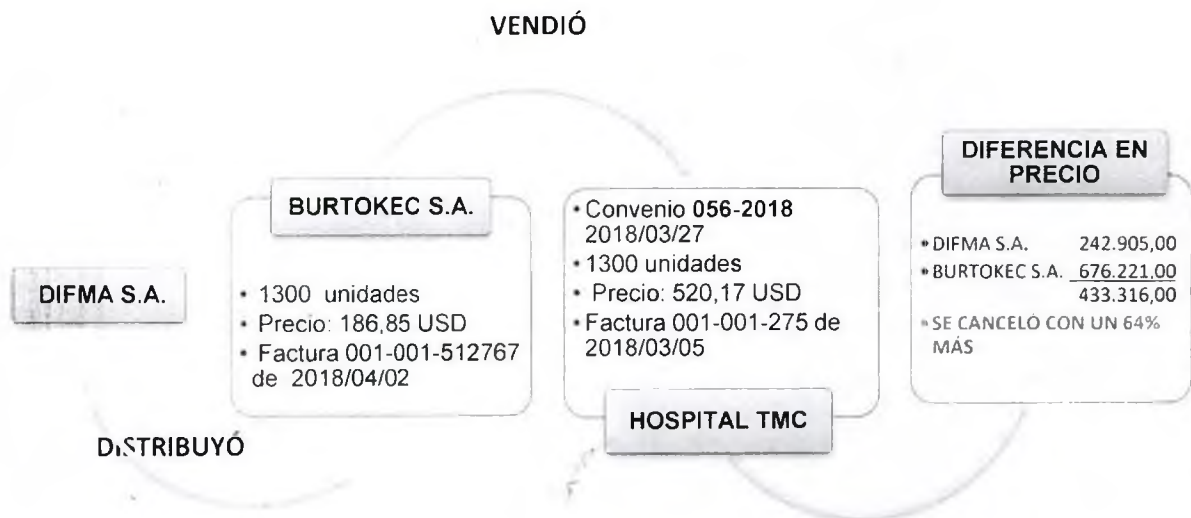 VENDIÓ
DIFMA S.A.
DISTRIBUYÓ
BURTOKEC S.A.
• 1300 unidades
• Precio: 186,85 USD
• Factura 001-001-512767
de 2018/04/02
• Convenio 056-2018
2018/03/27
• 1300 unidades
• Precio: 520,17 USD
• Factura 001-001-275 de
2018/03/05
HOSPITAL TMC
DIFERENCIA EN
PRECIO
• DIFMA S.A. 242.905,00
• BURTOKEC S.A. 676.221,00
433.316,00
• SE CANCELÓ CON UN 64%
MÁS